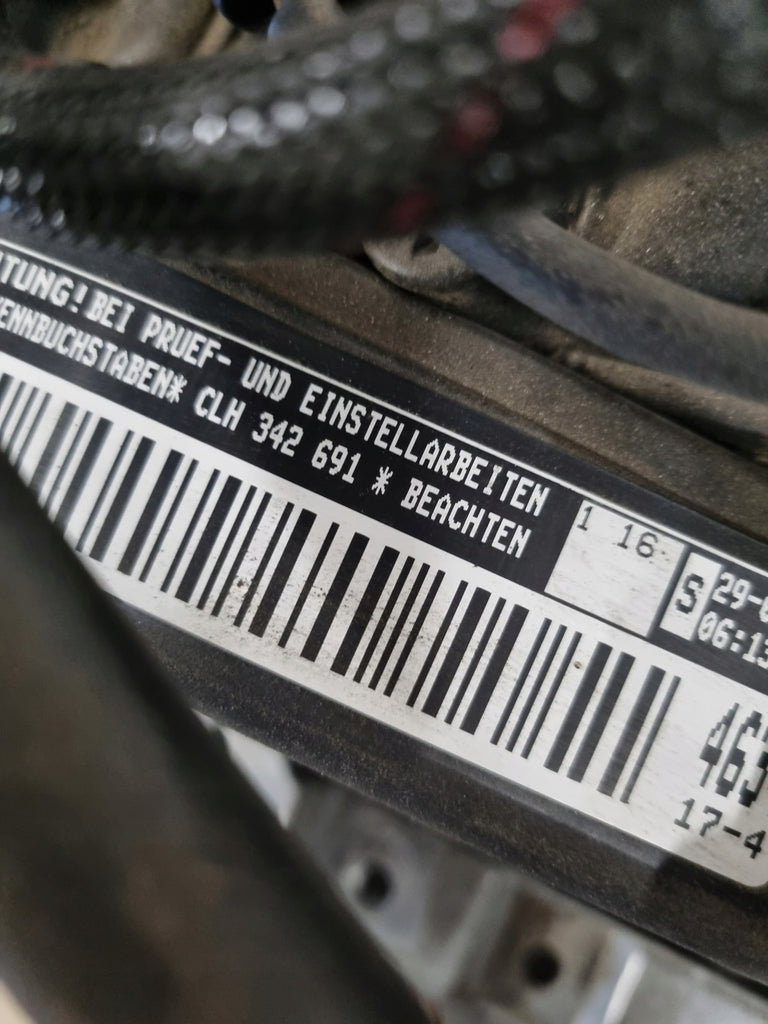 TUNG! BEI PRUEF- UND EINSTELLARBEITEN
ENNBUCHSTABEN* CLH 342 691 * BEACHTEN
1 16
S
29-0
06:13
463
17-4